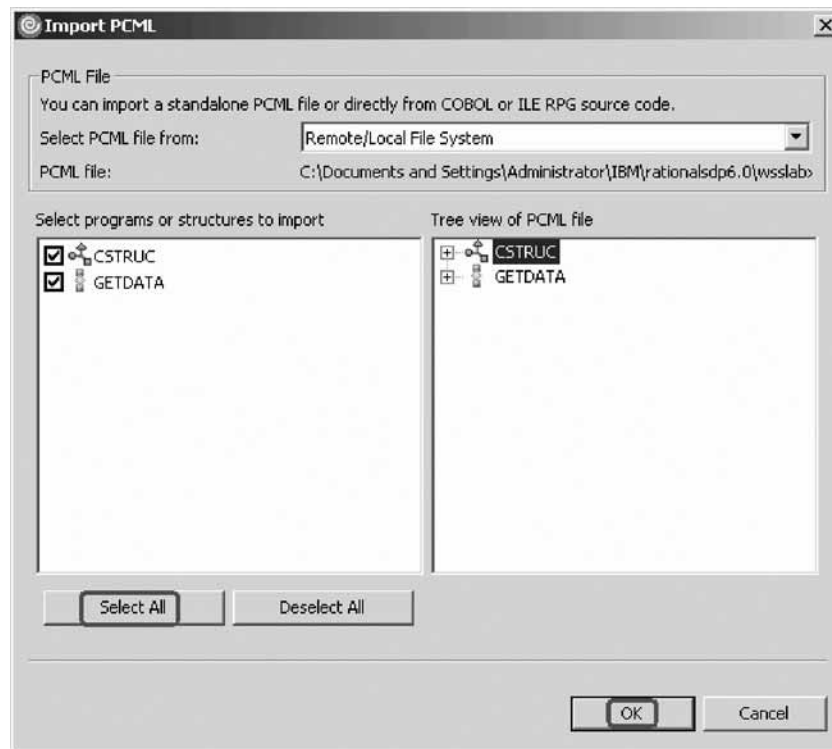 Import PCML
PCML File
You can import a standalone PCML file or directly from COBOL or ILE RPG source code.
Select PCML file from: Remote/Local File System
PCML file: C:\Documents and Settings\Administrator\IBM\rationalsdp6.0\wsslab
Select programs or structures to import Tree view of PCML file
CSTRUC CSTRUC
GETDATA GETDATA
Select All Deselect All
OK Cancel